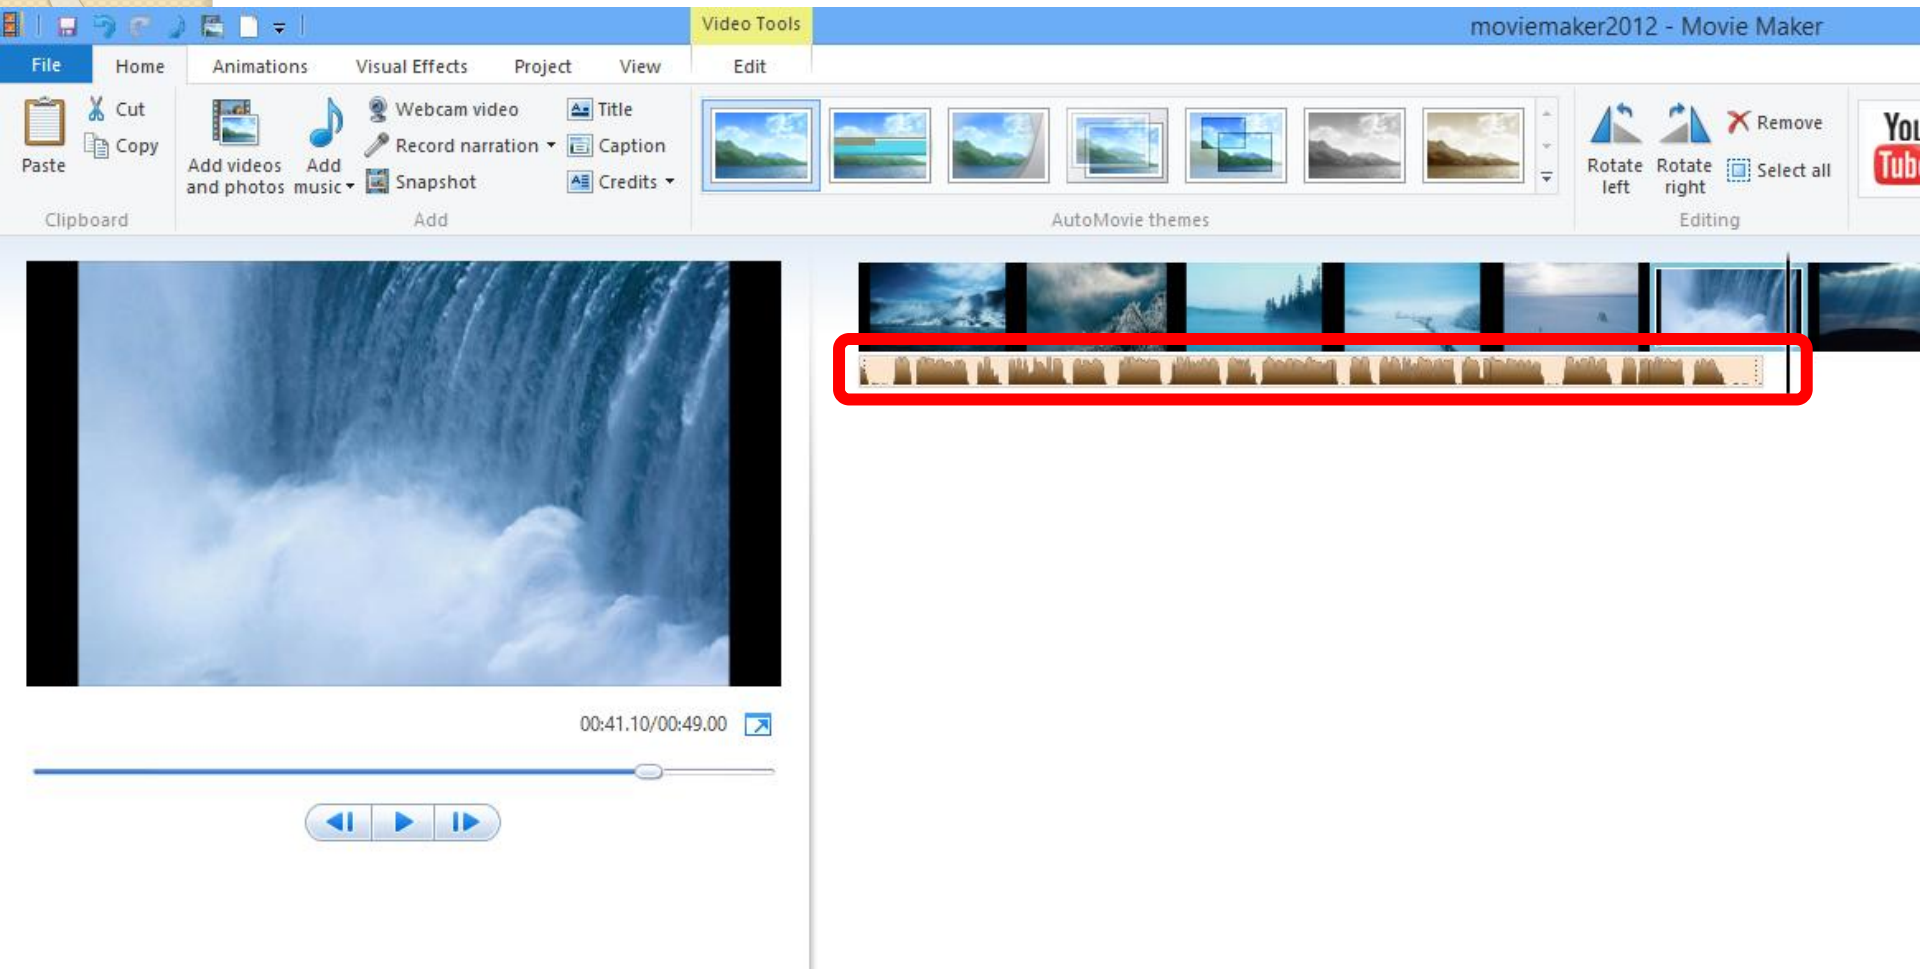 Video Tools
moviemaker2012 - Movie Maker
File Home Animations Visual Effects Project View Edit
Paste
Cut
Copy
Clipboard
Add videos
and photos
Add
music
Webcam video
Record narration
Snapshot
Title
Caption
Credits
Add
AutoMovie themes
Rotate
left
Rotate
right
Remove
Select all
Editing
00:41.10/00:49.00